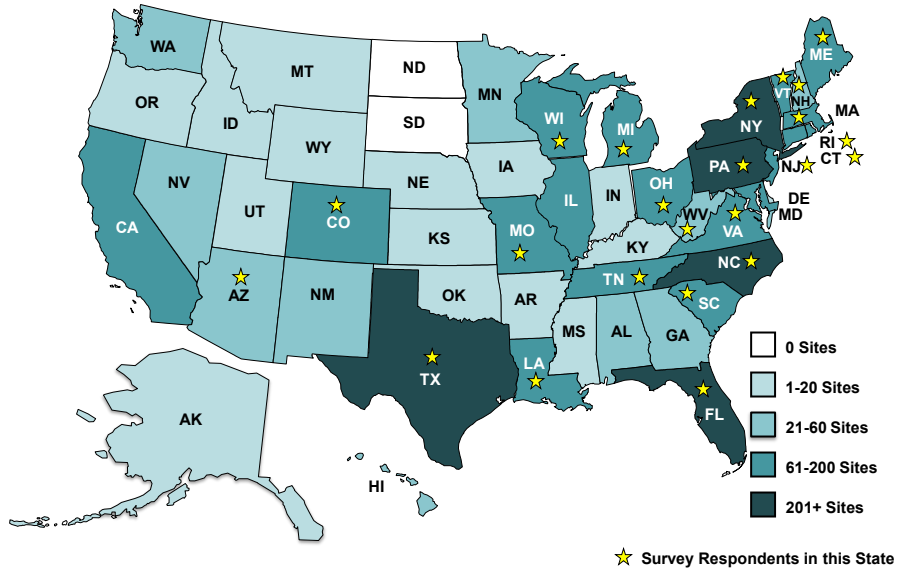 WA
MT
ND
MN
ME
VT
NH
MA
OR
ID
SD
WI
MI
NY
RI
CT
WY
IA
PA
NJ
NV
NE
OH
DE
MD
UT
CO
IL
IN
WV
VA
CA
KS
MO
KY
NC
AZ
NM
OK
AR
TN
SC
MS
AL
GA
TX
LA
FL
AK
HI
0 Sites
1-20 Sites
21-60 Sites
61-200 Sites
201+ Sites
Survey Respondents in this State